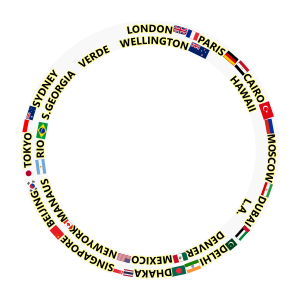 LONDON
PARIS
CAIRO
MOSCOW
DUBAI
DELHI
DHAKA
SINGAPORE
BEIJING
TOKYO
SYDNEY
WELLINGTON
HAWAII
L.A.
DENVER
MEXICO
NEWYORK
MANAUS
RIO
S.GEORGIA
VERDE